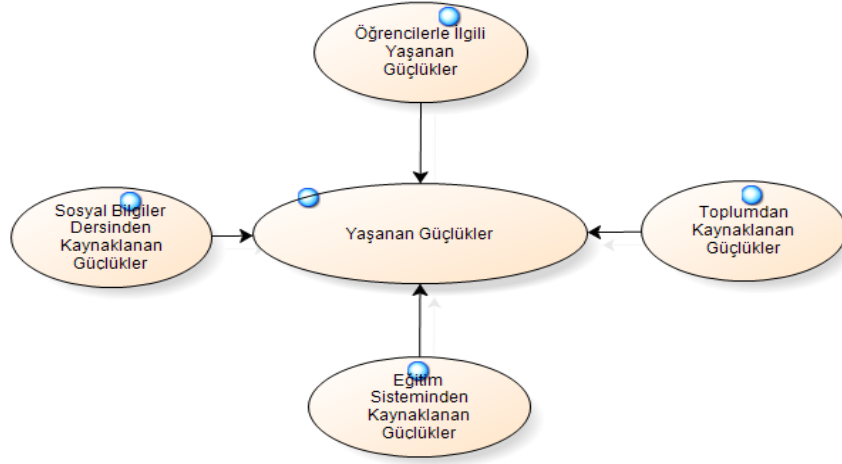 Öğrencilerle İlgili
Yaşanan
Güçlükler
Sosyal Bilgiler
Dersinden
Kaynaklanan
Güçlükler
Yaşanan Güçlükler
Toplumdan
Kaynaklanan
Güçlükler
Eğitim
Sisteminden
Kaynaklanan
Güçlükler